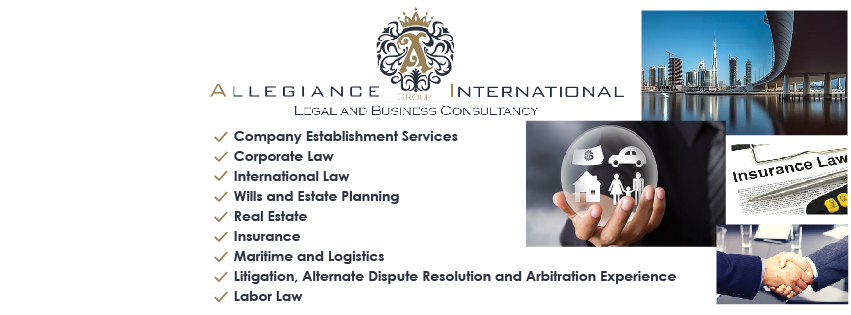 A
ALLEGIANCE INTERNATIONAL
GROUP
LEGAL AND BUSINESS CONSULTANCY
Company Establishment Services
Corporate Law
International Law
Wills and Estate Planning
Real Estate
Insurance
Maritime and Logistics
Litigation, Alternate Dispute Resolution and Arbitration Experience
Labor Law
$
Insurance Law